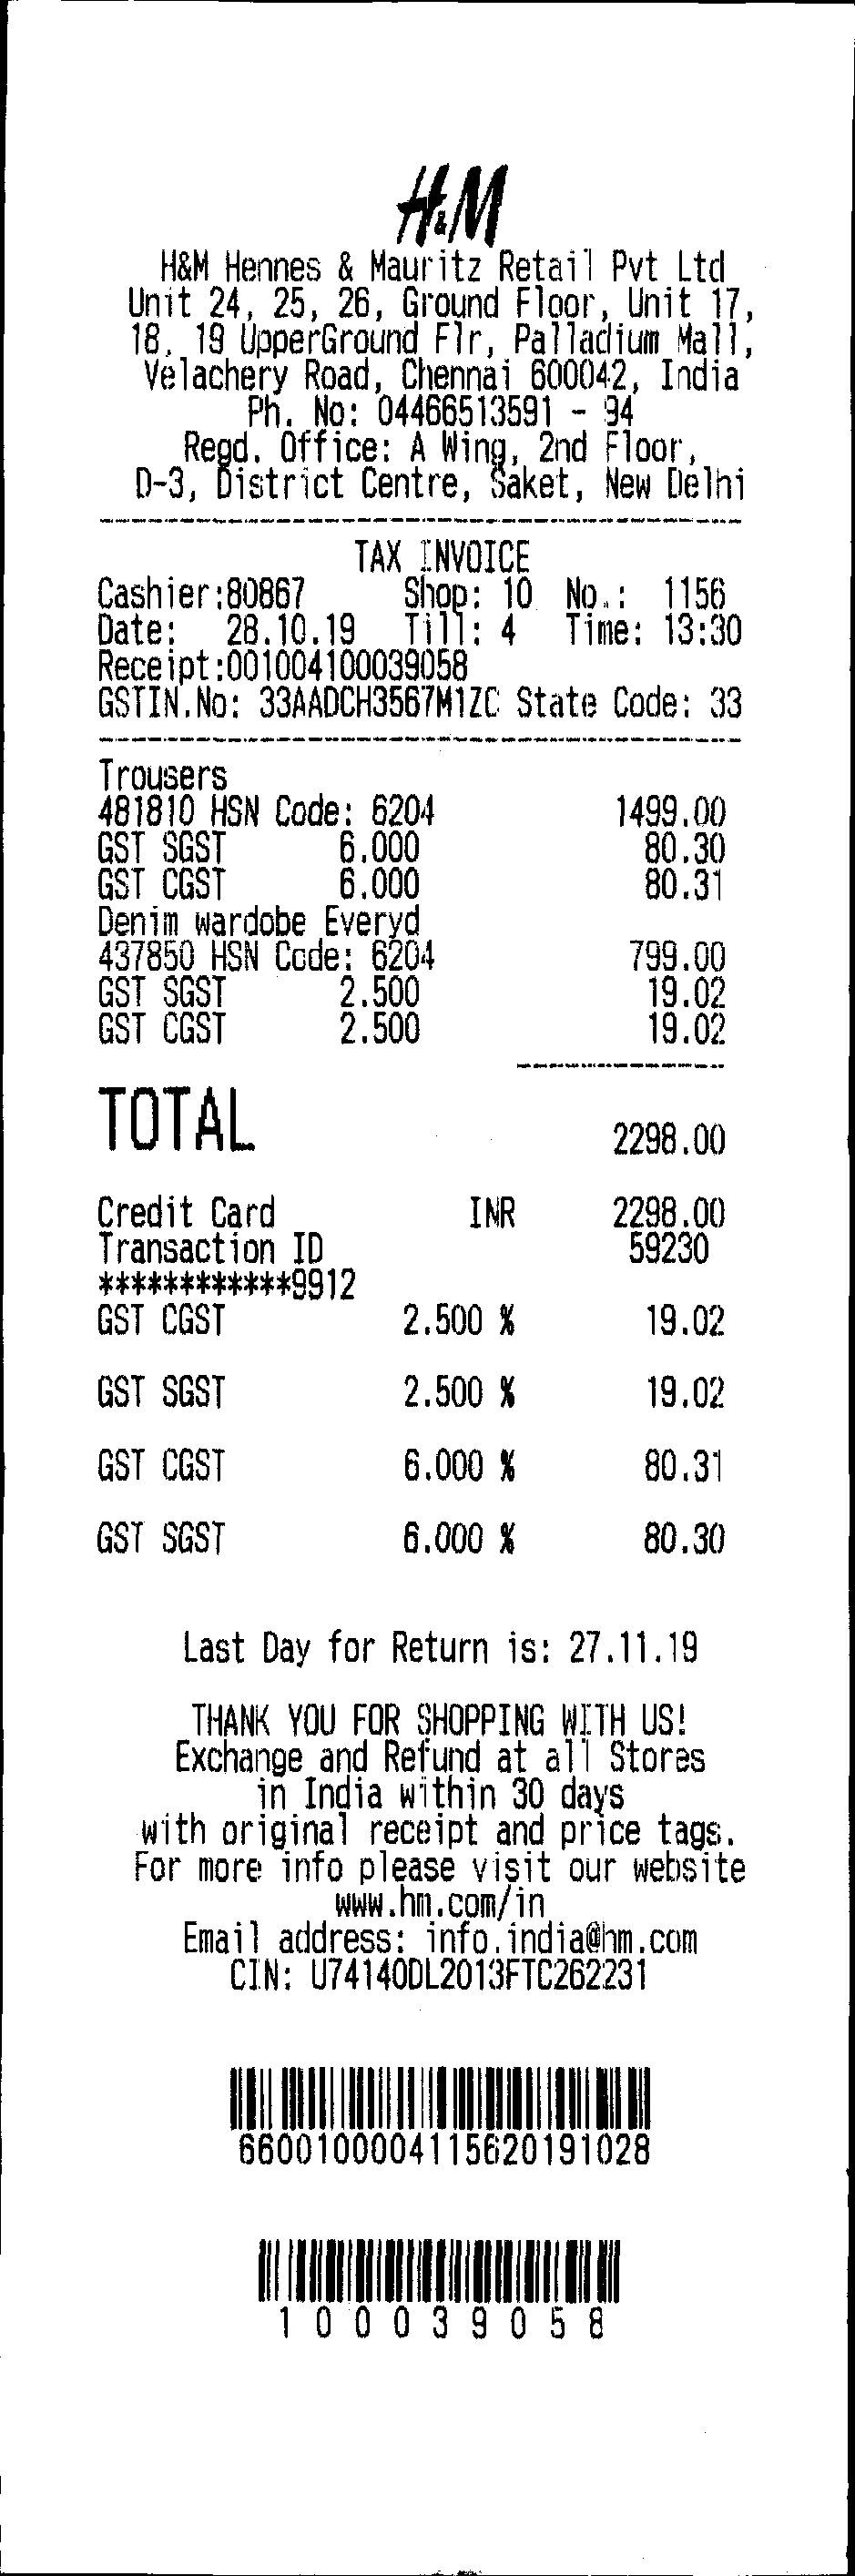 H&M
H&M Hennes & Mauritz Retail Pvt Ltd
Unit 24, 25, 26, Ground Floor, Unit 17,
18, 19 UpperGround Flr, Palladium Mall,
Velachery Road, Chennai 600042, India
Ph. No: 04466513591 - 94
Regd. Office: A Wing, 2nd Floor,
D-3, District Centre, Saket, New Delhi
TAX INVOICE
Cashier:80867 Shop: 10 No.: 1156
Date: 28.10.19 Till: 4 Time: 13:30
Receipt:001004100039058
GSTIN.No: 33AADCH3567M1ZC State Code: 33
Trousers
481810 HSN Code: 6204 1499.00
GST SGST 6.000 80.30
GST CGST 6.000 80.31
Denim wardobe Everyd
437850 HSN Code: 6204 799.00
GST SGST 2.500 19.02
GST CGST 2.500 19.02
TOTAL 2298.00
Credit Card INR 2298.00
Transaction ID 59230
************9912
GST CGST 2.500 % 19.02
GST SGST 2.500 % 19.02
GST CGST 6.000 % 80.31
GST SGST 6.000 % 80.30
Last Day for Return is: 27.11.19
THANK YOU FOR SHOPPING WITH US!
Exchange and Refund at all Stores
in India within 30 days
with original receipt and price tags.
For more info please visit our website
www.hm.com/in
Email address: info.india@hm.com
CIN: U74140DL2013FTC262231
6600100004115620191028
100039058